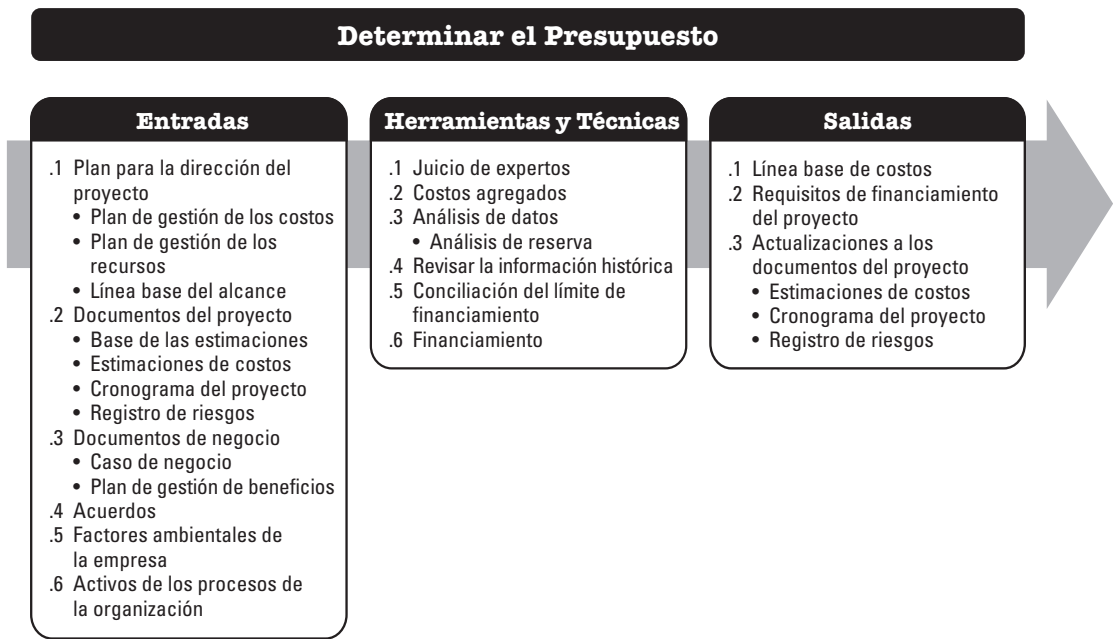 Determinar el Presupuesto
Entradas
.1 Plan para la dirección del
proyecto
• Plan de gestión de los costos
• Plan de gestión de los
recursos
• Línea base del alcance
.2 Documentos del proyecto
• Base de las estimaciones
• Estimaciones de costos
• Cronograma del proyecto
• Registro de riesgos
.3 Documentos de negocio
• Caso de negocio
• Plan de gestión de beneficios
.4 Acuerdos
.5 Factores ambientales de
la empresa
.6 Activos de los procesos de
la organización
Herramientas y Técnicas
.1 Juicio de expertos
.2 Costos agregados
.3 Análisis de datos
• Análisis de reserva
.4 Revisar la información histórica
.5 Conciliación del límite de
financiamiento
.6 Financiamiento
Salidas
.1 Línea base de costos
.2 Requisitos de financiamiento
del proyecto
.3 Actualizaciones a los
documentos del proyecto
• Estimaciones de costos
• Cronograma del proyecto
• Registro de riesgos